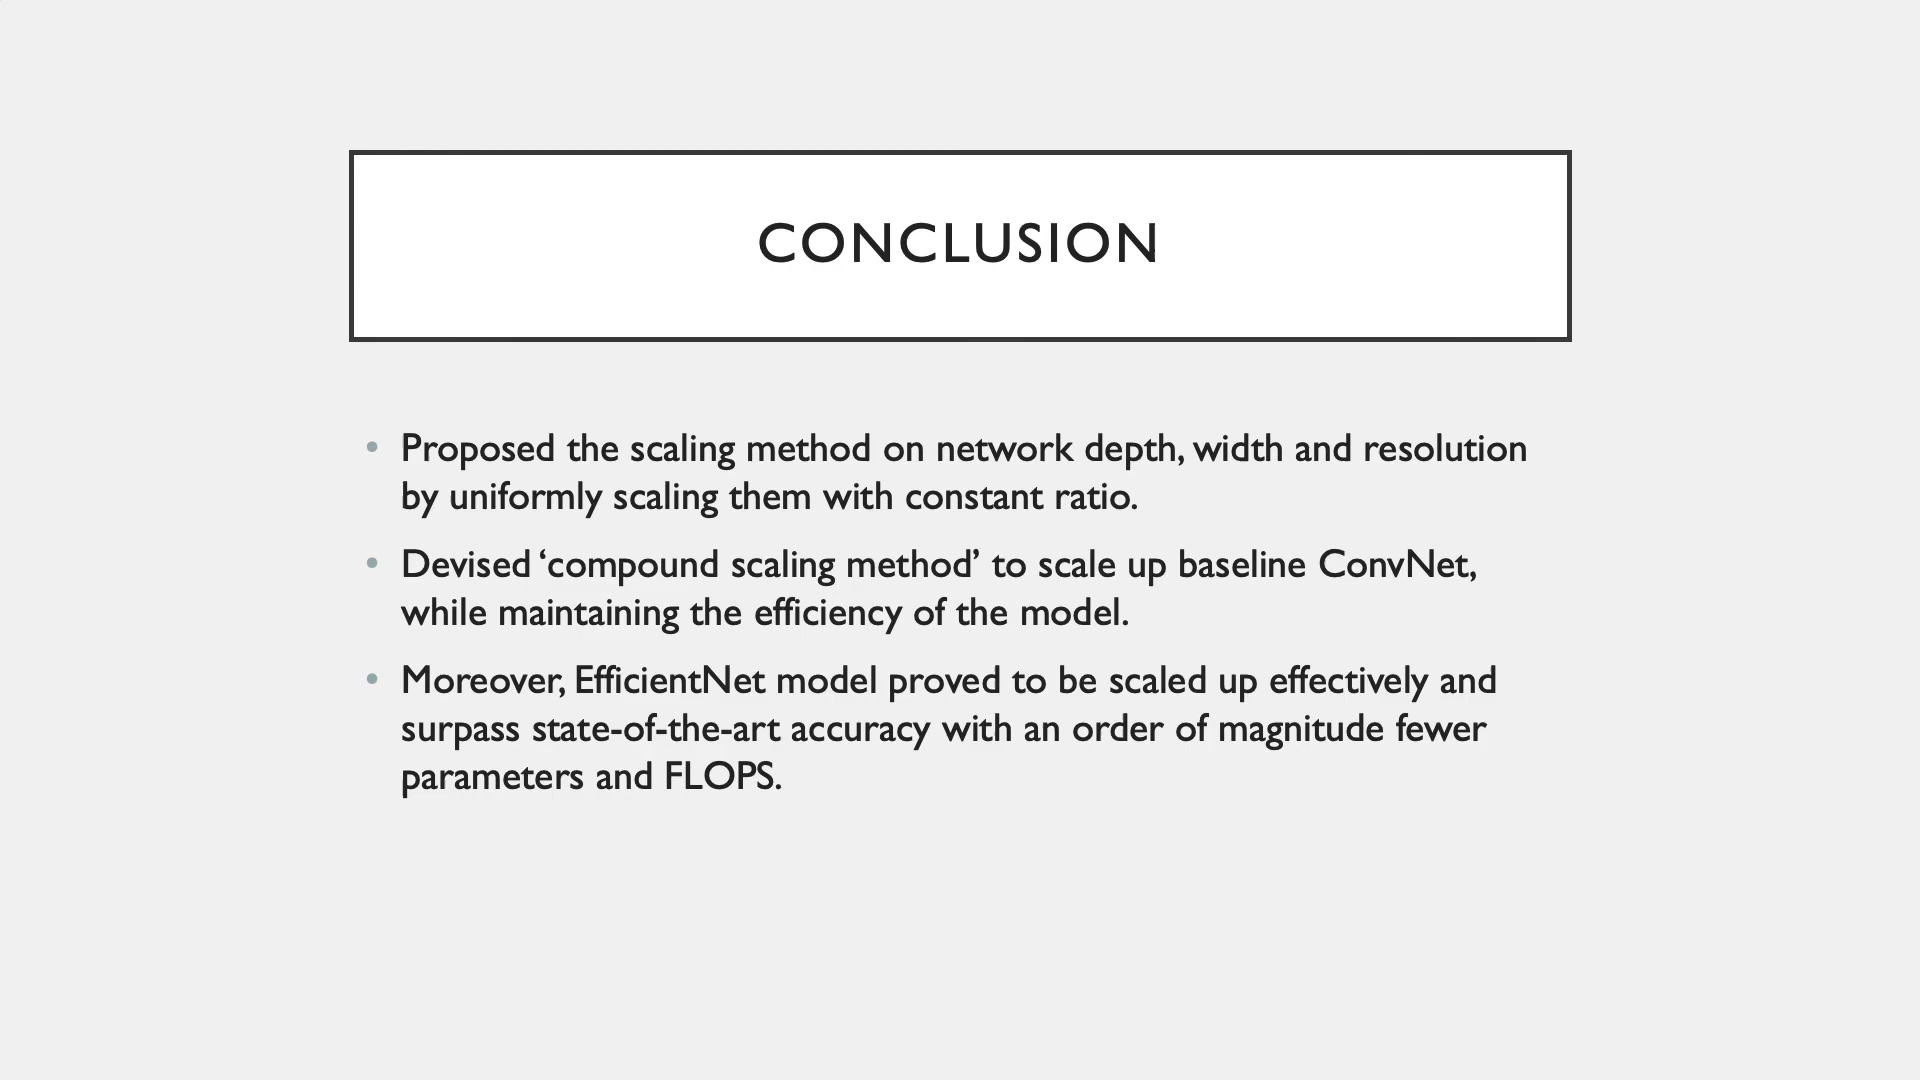 CONCLUSION
• Proposed the scaling method on network depth, width and resolution
by uniformly scaling them with constant ratio.
• Devised ‘compound scaling method’ to scale up baseline ConvNet,
while maintaining the efficiency of the model.
• Moreover, EfficientNet model proved to be scaled up effectively and
surpass state-of-the-art accuracy with an order of magnitude fewer
parameters and FLOPS.